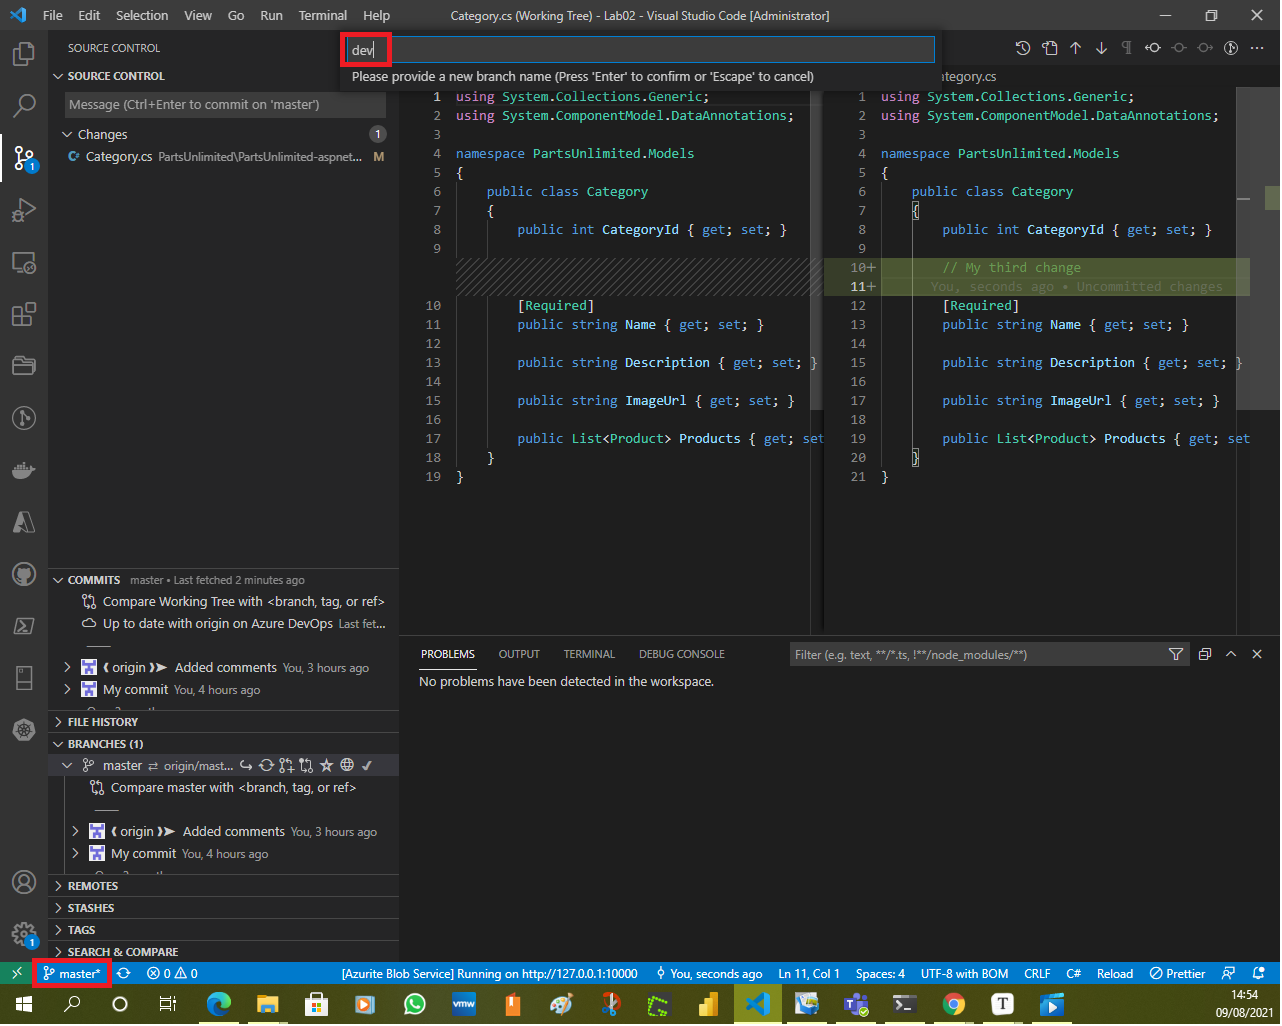 File Edit Selection View Go Run Terminal Help
Category.cs (Working Tree) - Lab02 - Visual Studio Code [Administrator]
SOURCE CONTROL
dev
Please provide a new branch name (Press 'Enter' to confirm or 'Escape' to cancel)
ategory.cs
SOURCE CONTROL
Message (Ctrl+Enter to commit on 'master')
Changes 1
Category.cs PartsUnlimited\PartsUnlimited-aspnet... M
1
1 using System.Collections.Generic;
2 using System.ComponentModel.DataAnnotations;
3
4 namespace PartsUnlimited.Models
5 {
6 public class Category
7 {
8 public int CategoryId { get; set; }
9
10 [Required]
11 public string Name { get; set; }
12
13 public string Description { get; set; }
14
15 public string ImageUrl { get; set; }
16
17 public List<Product> Products { get; set
18 }
19 }
1 using System.Collections.Generic;
2 using System.ComponentModel.DataAnnotations;
3
4 namespace PartsUnlimited.Models
5 {
6 public class Category
7 {
8 public int CategoryId { get; set; }
9
10+ // My third change
11+ You, seconds ago • Uncommitted changes
12 [Required]
13 public string Name { get; set; }
14
15 public string Description { get; set; }
16
17 public string ImageUrl { get; set; }
18
19 public List<Product> Products { get; set
20 }
21 }
COMMITS master • Last fetched 2 minutes ago
Compare Working Tree with <branch, tag, or ref>
Up to date with origin on Azure DevOps Last fet...
origin Added comments You, 3 hours ago
My commit You, 4 hours ago
FILE HISTORY
BRANCHES (1)
master ⇄ origin/mast...
Compare master with <branch, tag, or ref>
origin Added comments You, 3 hours ago
My commit You, 4 hours ago
REMOTES
STASHES
TAGS
SEARCH & COMPARE
1
PROBLEMS OUTPUT TERMINAL DEBUG CONSOLE
Filter (e.g. text, **/*.ts, !**/node_modules/**)
No problems have been detected in the workspace.
master* 0 0 [Azurite Blob Service] Running on http://127.0.0.1:10000 You, seconds ago Ln 11, Col 1 Spaces: 4 UTF-8 with BOM CRLF C# Reload Prettier
vmw T
14:54
09/08/2021